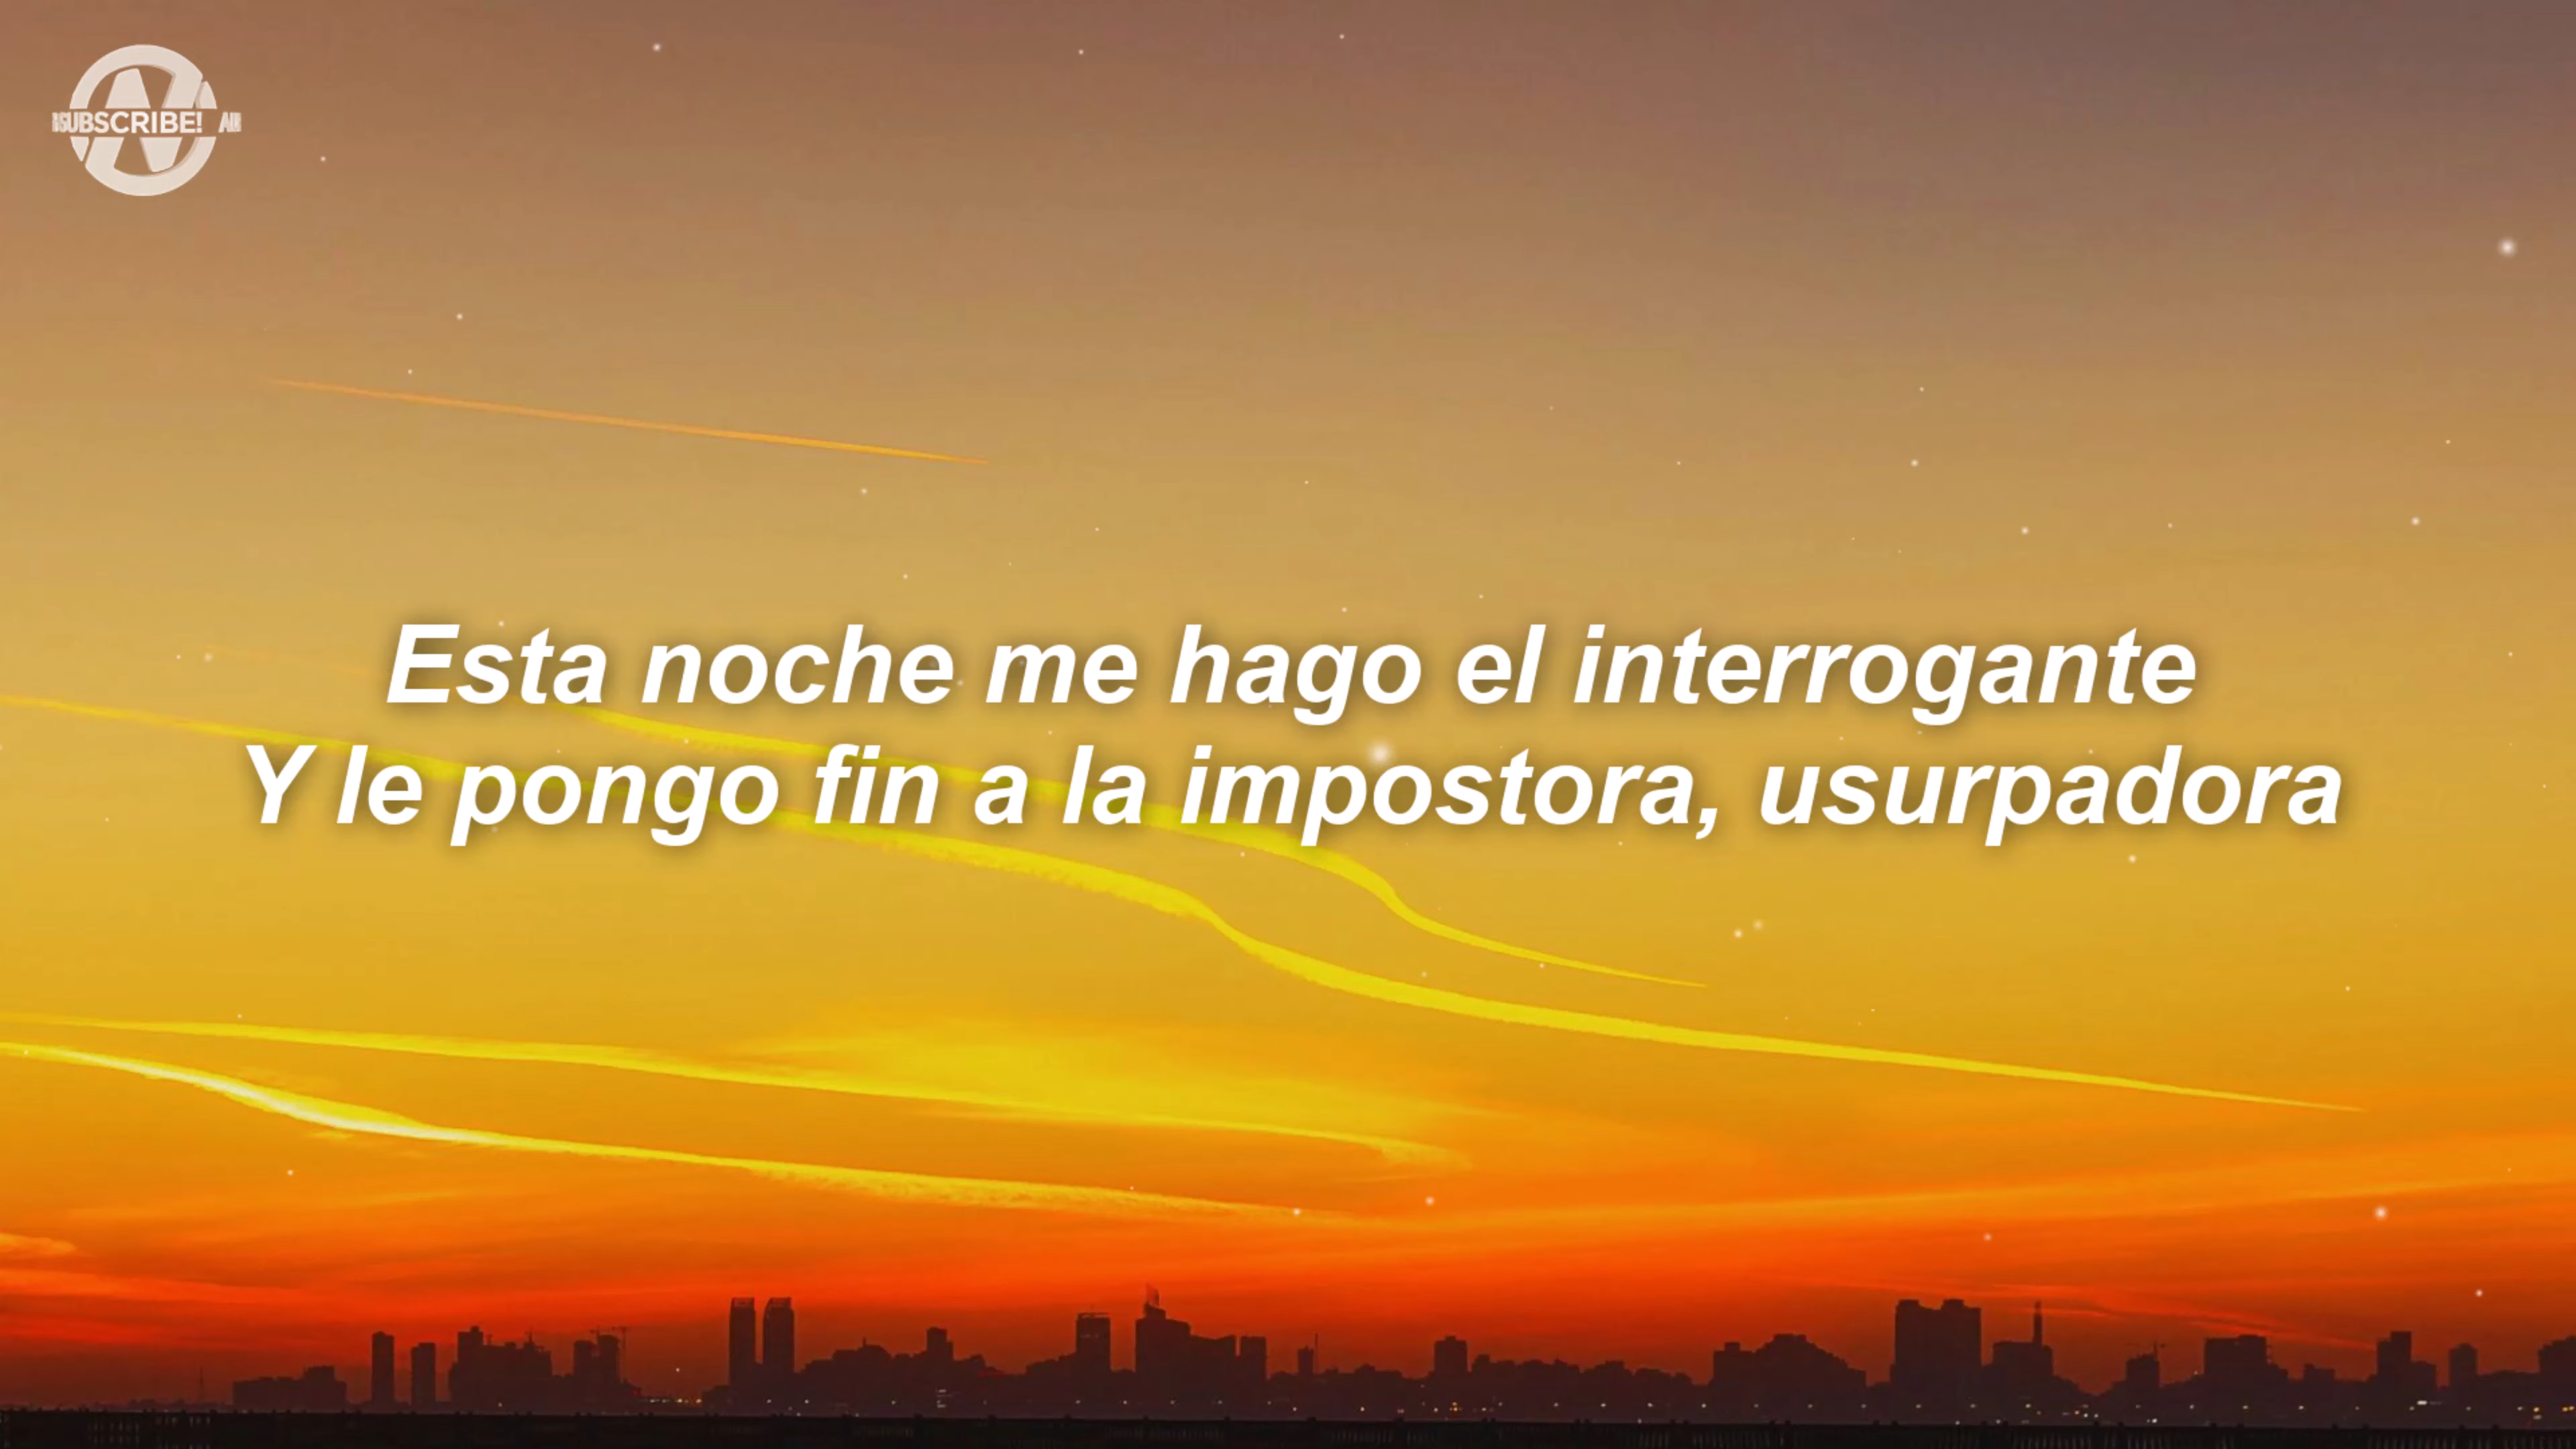 SUBSCRIBE!
Esta noche me hago el interrogante
Y le pongo fin a la impostora, usurpadora